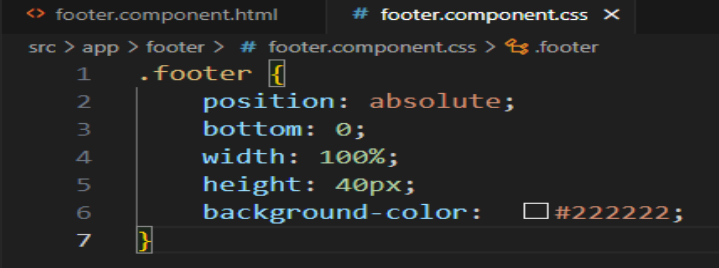 <> footer.component.html # footer.component.css ×
src > app > footer > # footer.component.css > .footer
1 .footer {
2 position: absolute;
3 bottom: 0;
4 width: 100%;
5 height: 40px;
6 background-color: #222222;
7 }